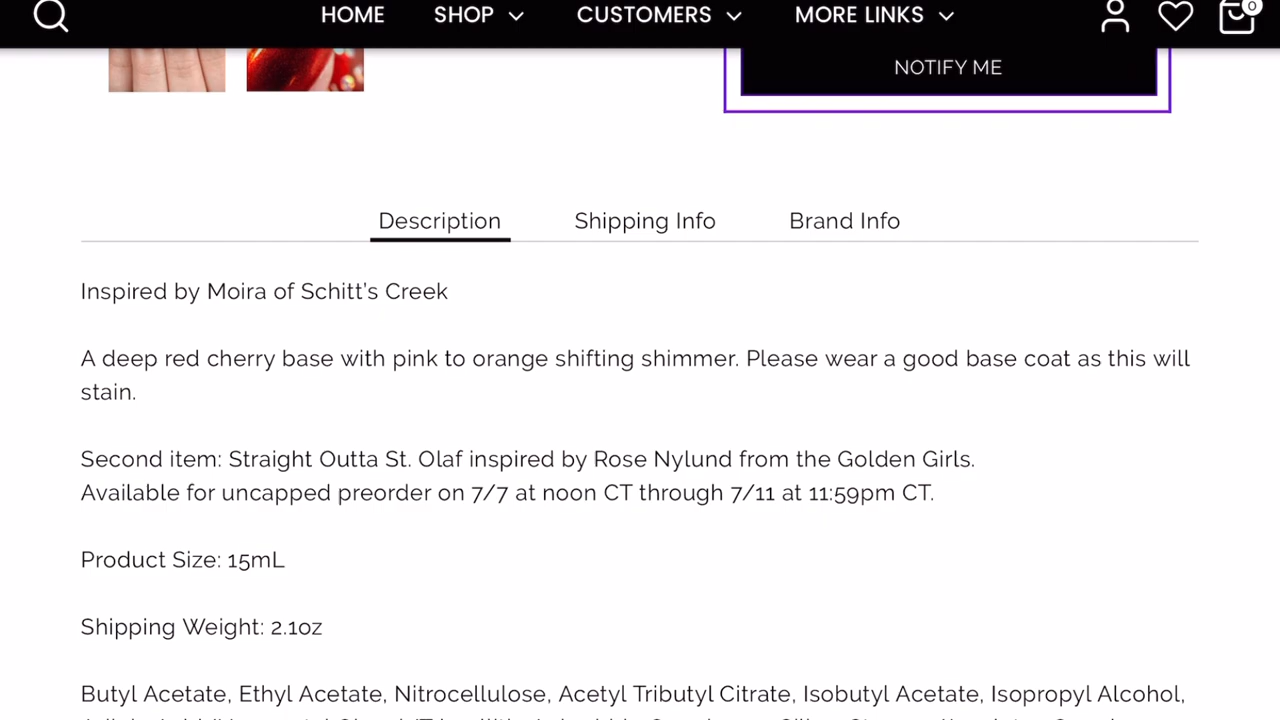 HOME SHOP CUSTOMERS MORE LINKS 0
NOTIFY ME
Description Shipping Info Brand Info
Inspired by Moira of Schitt's Creek
A deep red cherry base with pink to orange shifting shimmer. Please wear a good base coat as this will
stain.
Second item: Straight Outta St. Olaf inspired by Rose Nylund from the Golden Girls.
Available for uncapped preorder on 7/7 at noon CT through 7/11 at 11:59pm CT.
Product Size: 15mL
Shipping Weight: 2.1oz
Butyl Acetate, Ethyl Acetate, Nitrocellulose, Acetyl Tributyl Citrate, Isobutyl Acetate, Isopropyl Alcohol,